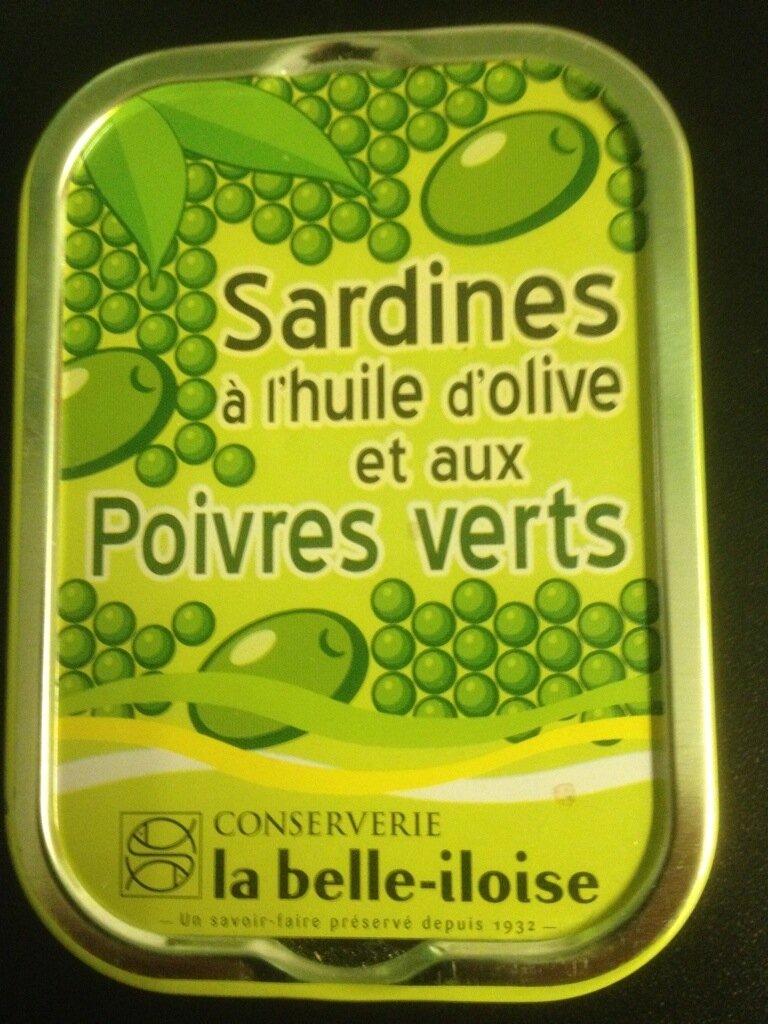 Sardines
à l'huile d'olive
et aux
Poivres verts
CONSERVERIE
la belle-iloise
— Un savoir-faire préservé depuis 1932 —